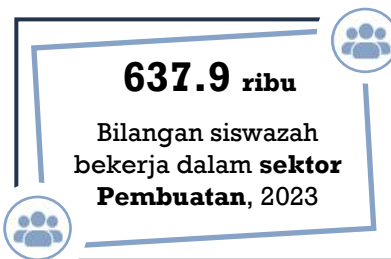 637.9 ribu
Bilangan siswazah
bekerja dalam sektor
Pembuatan, 2023